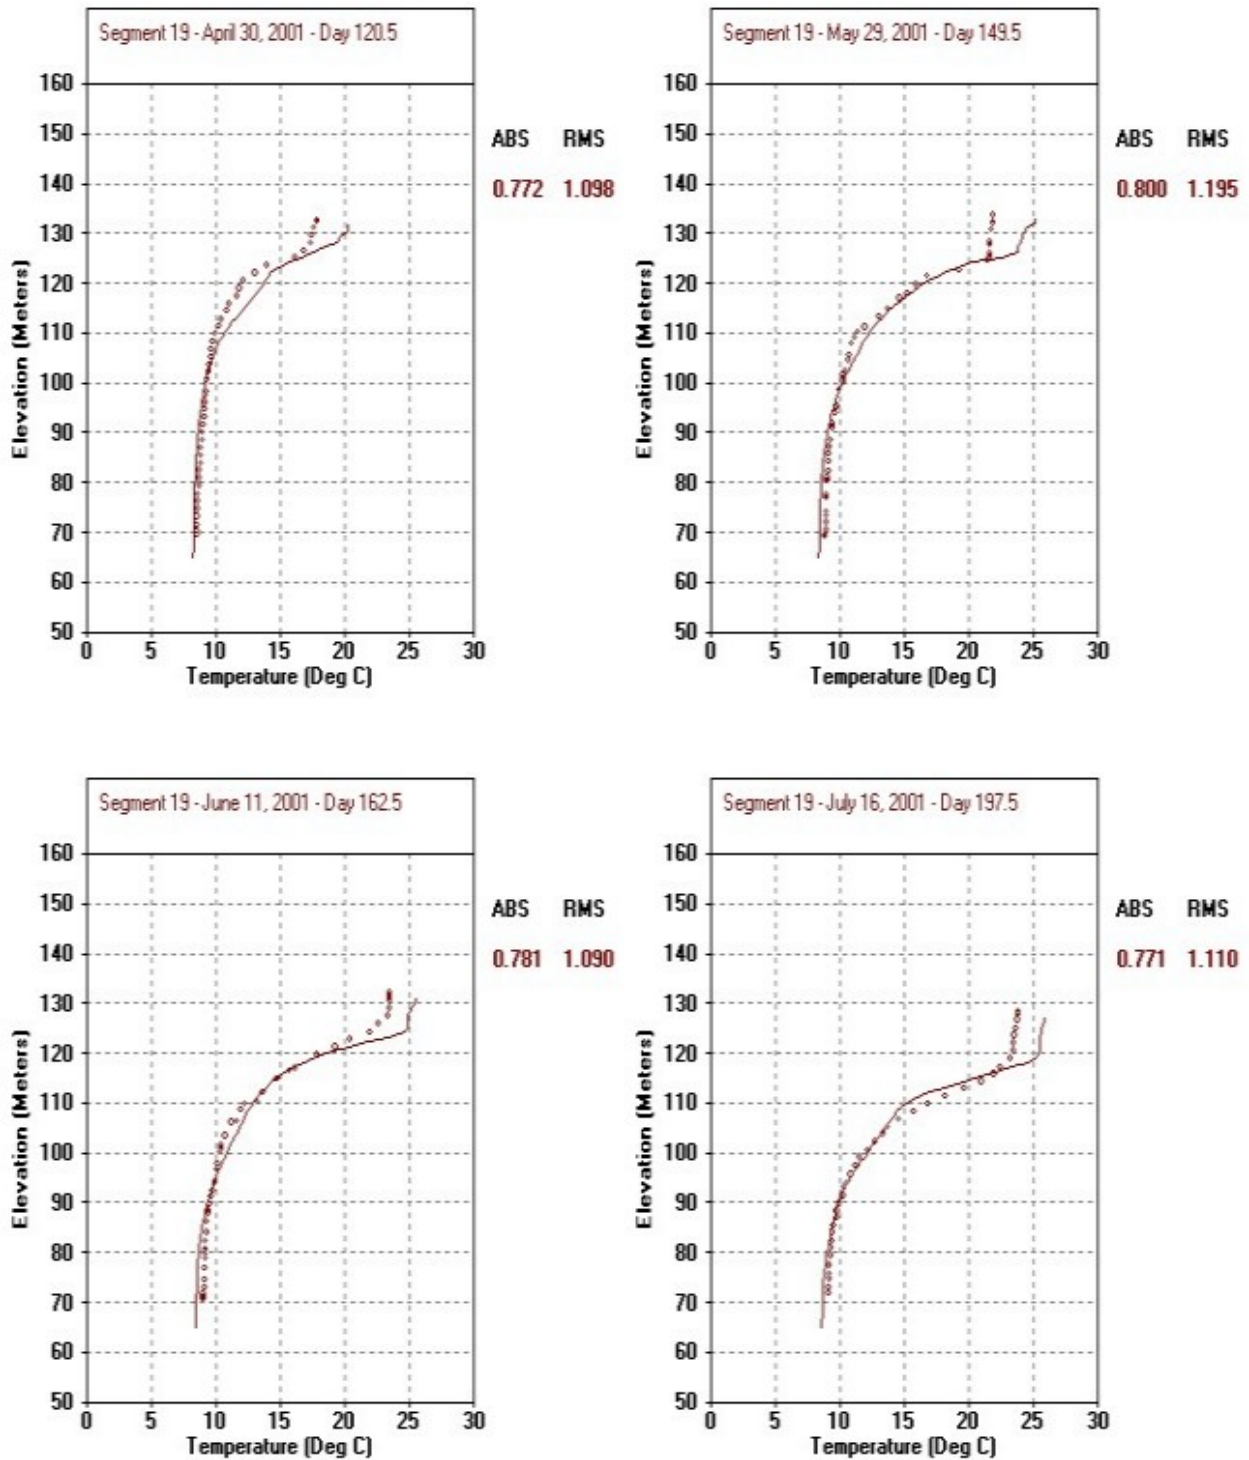 Segment 19 - April 30, 2001 - Day 120.5
160
150
140
130
120
110
100
90
80
70
60
50
Elevation (Meters)
0 5 10 15 20 25 30
Temperature (Deg C)
ABS RMS
0.772 1.098
Segment 19 - May 29, 2001 - Day 149.5
160
150
140
130
120
110
100
90
80
70
60
50
Elevation (Meters)
0 5 10 15 20 25 30
Temperature (Deg C)
ABS RMS
0.800 1.195
Segment 19 - June 11, 2001 - Day 162.5
160
150
140
130
120
110
100
90
80
70
60
50
Elevation (Meters)
0 5 10 15 20 25 30
Temperature (Deg C)
ABS RMS
0.781 1.090
Segment 19 - July 16, 2001 - Day 197.5
160
150
140
130
120
110
100
90
80
70
60
50
Elevation (Meters)
0 5 10 15 20 25 30
Temperature (Deg C)
ABS RMS
0.771 1.110